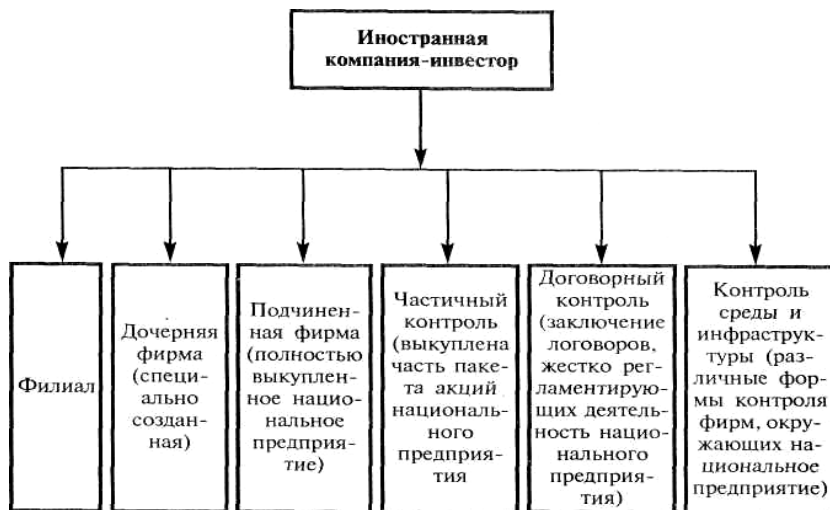 Иностранная
компания-инвестор
Филиал
Дочерняя
фирма
(специ-
ально
создан-
ная)
Подчинен-
ная фирма
(полностью
выкуплен-
ное нацио-
нальное
предприя-
тие)
Частичный
контроль
(выкуплена
часть паке-
та акций
национально-
го
предприя-
тия
Договорный
контроль
(заключение
логоворов,
жестко рег-
ламентирую-
щих деятель-
ность нацио-
нального
предприя-
тия)
Контроль
среды и
инфраструк-
туры (раз-
личные фор-
мы контроля
фирм, окру-
жающих на-
циональное
предприятие)